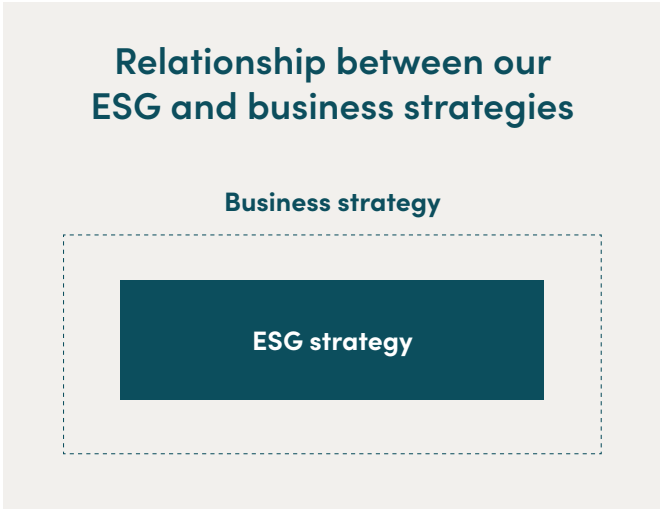 Relationship between our
ESG and business strategies
Business strategy
ESG strategy